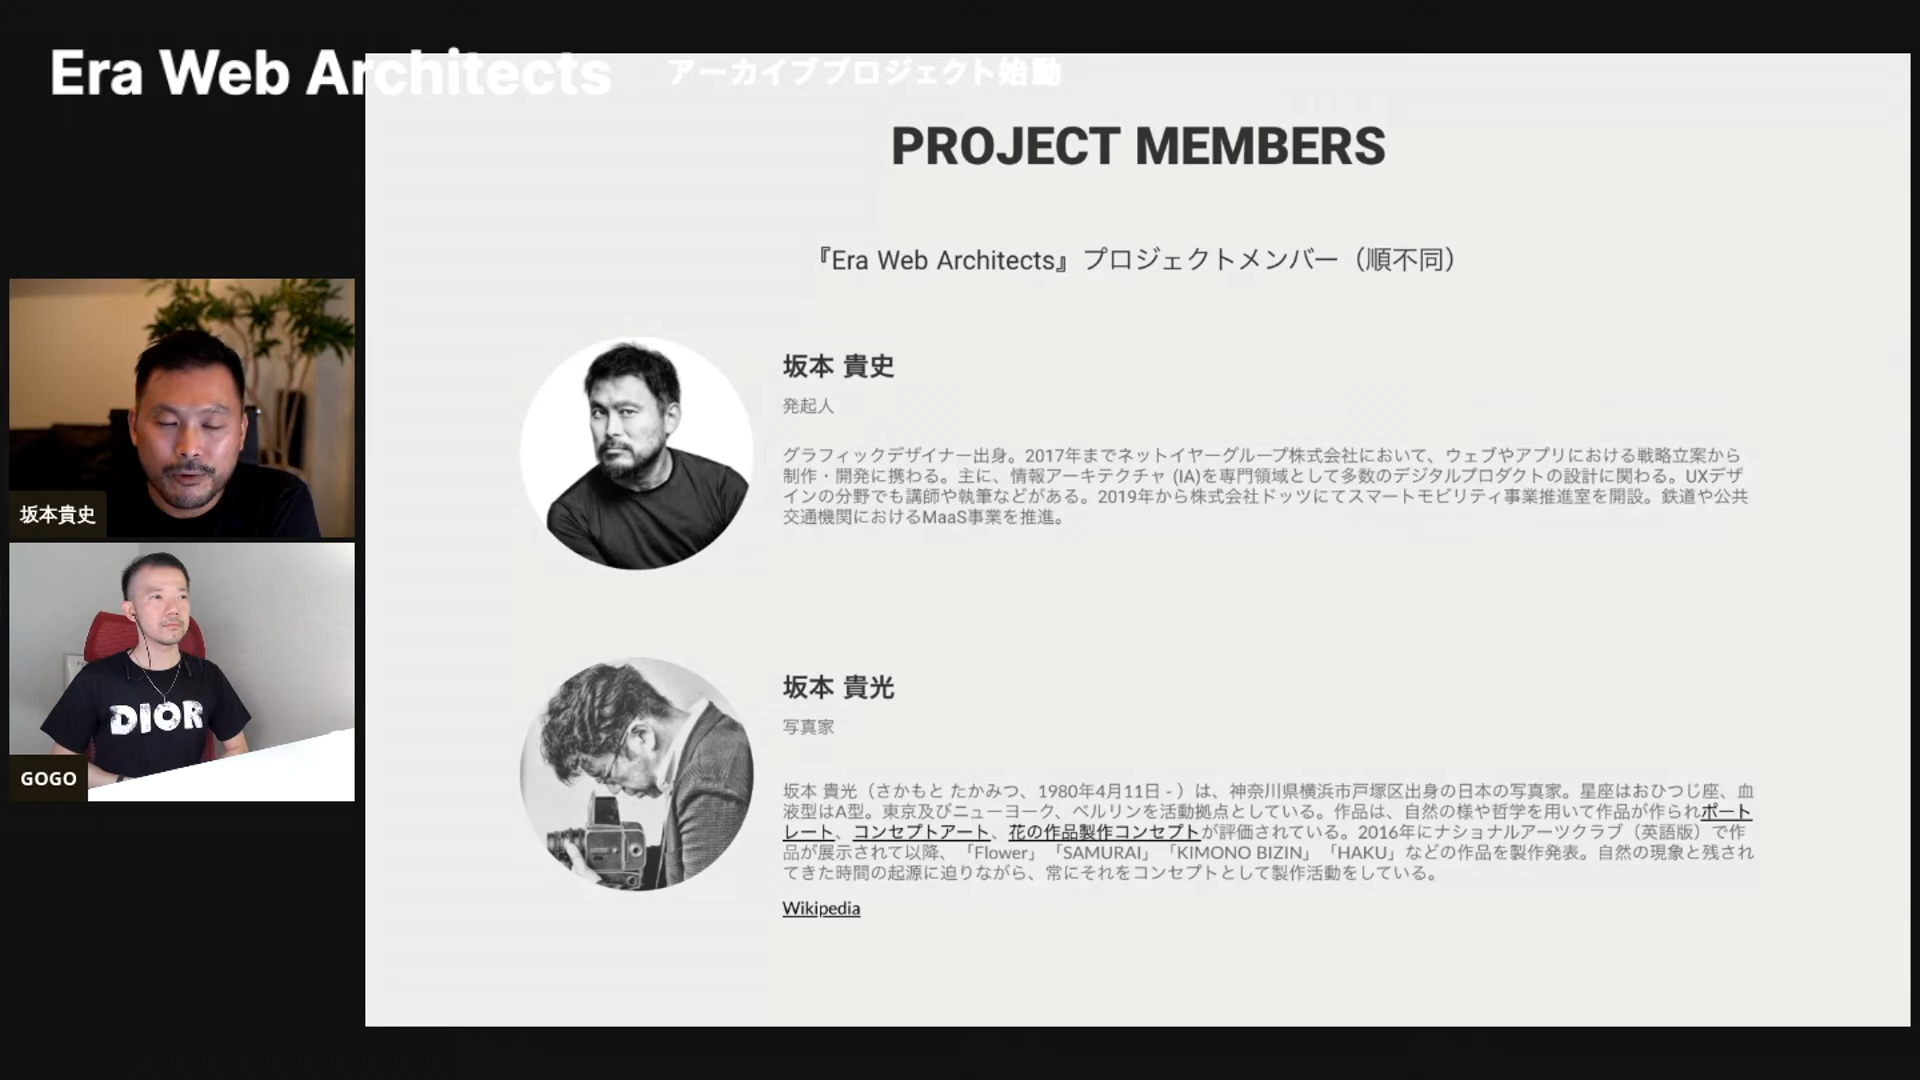 Era Web Architects アーカイブプロジェクト始動
PROJECT MEMBERS
『Era Web Architects』プロジェクトメンバー（順不同）
坂本 貴史
発起人
グラフィックデザイナー出身。2017年までネットイヤーグループ株式会社において、ウェブやアプリにおける戦略立案から
制作・開発に携わる。主に、情報アーキテクチャ (IA)を専門領域として多数のデジタルプロダクトの設計に関わる。UXデザ
インの分野でも講師や執筆などがある。2019年から株式会社ドッツにてスマートモビリティ事業推進室を開設。鉄道や公共
交通機関におけるMaaS事業を推進。
坂本 貴光
写真家
坂本 貴光（さかもと たかみつ、1980年4月11日 - ）は、神奈川県横浜市戸塚区出身の日本の写真家。星座はおひつじ座、血
液型はA型。東京及びニューヨーク、ベルリンを活動拠点としている。作品は、自然の様や哲学を用いて作品が作られポート
レート、コンセプトアート、花の作品製作コンセプトが評価されている。2016年にナショナルアーツクラブ（英語版）で作
品が展示されて以降、「Flower」「SAMURAI」「KIMONO BIZIN」「HAKU」などの作品を製作発表。自然の現象と残され
てきた時間の起源に迫りながら、常にそれをコンセプトとして製作活動をしている。
Wikipedia
坂本貴史
DIOR
GOGO